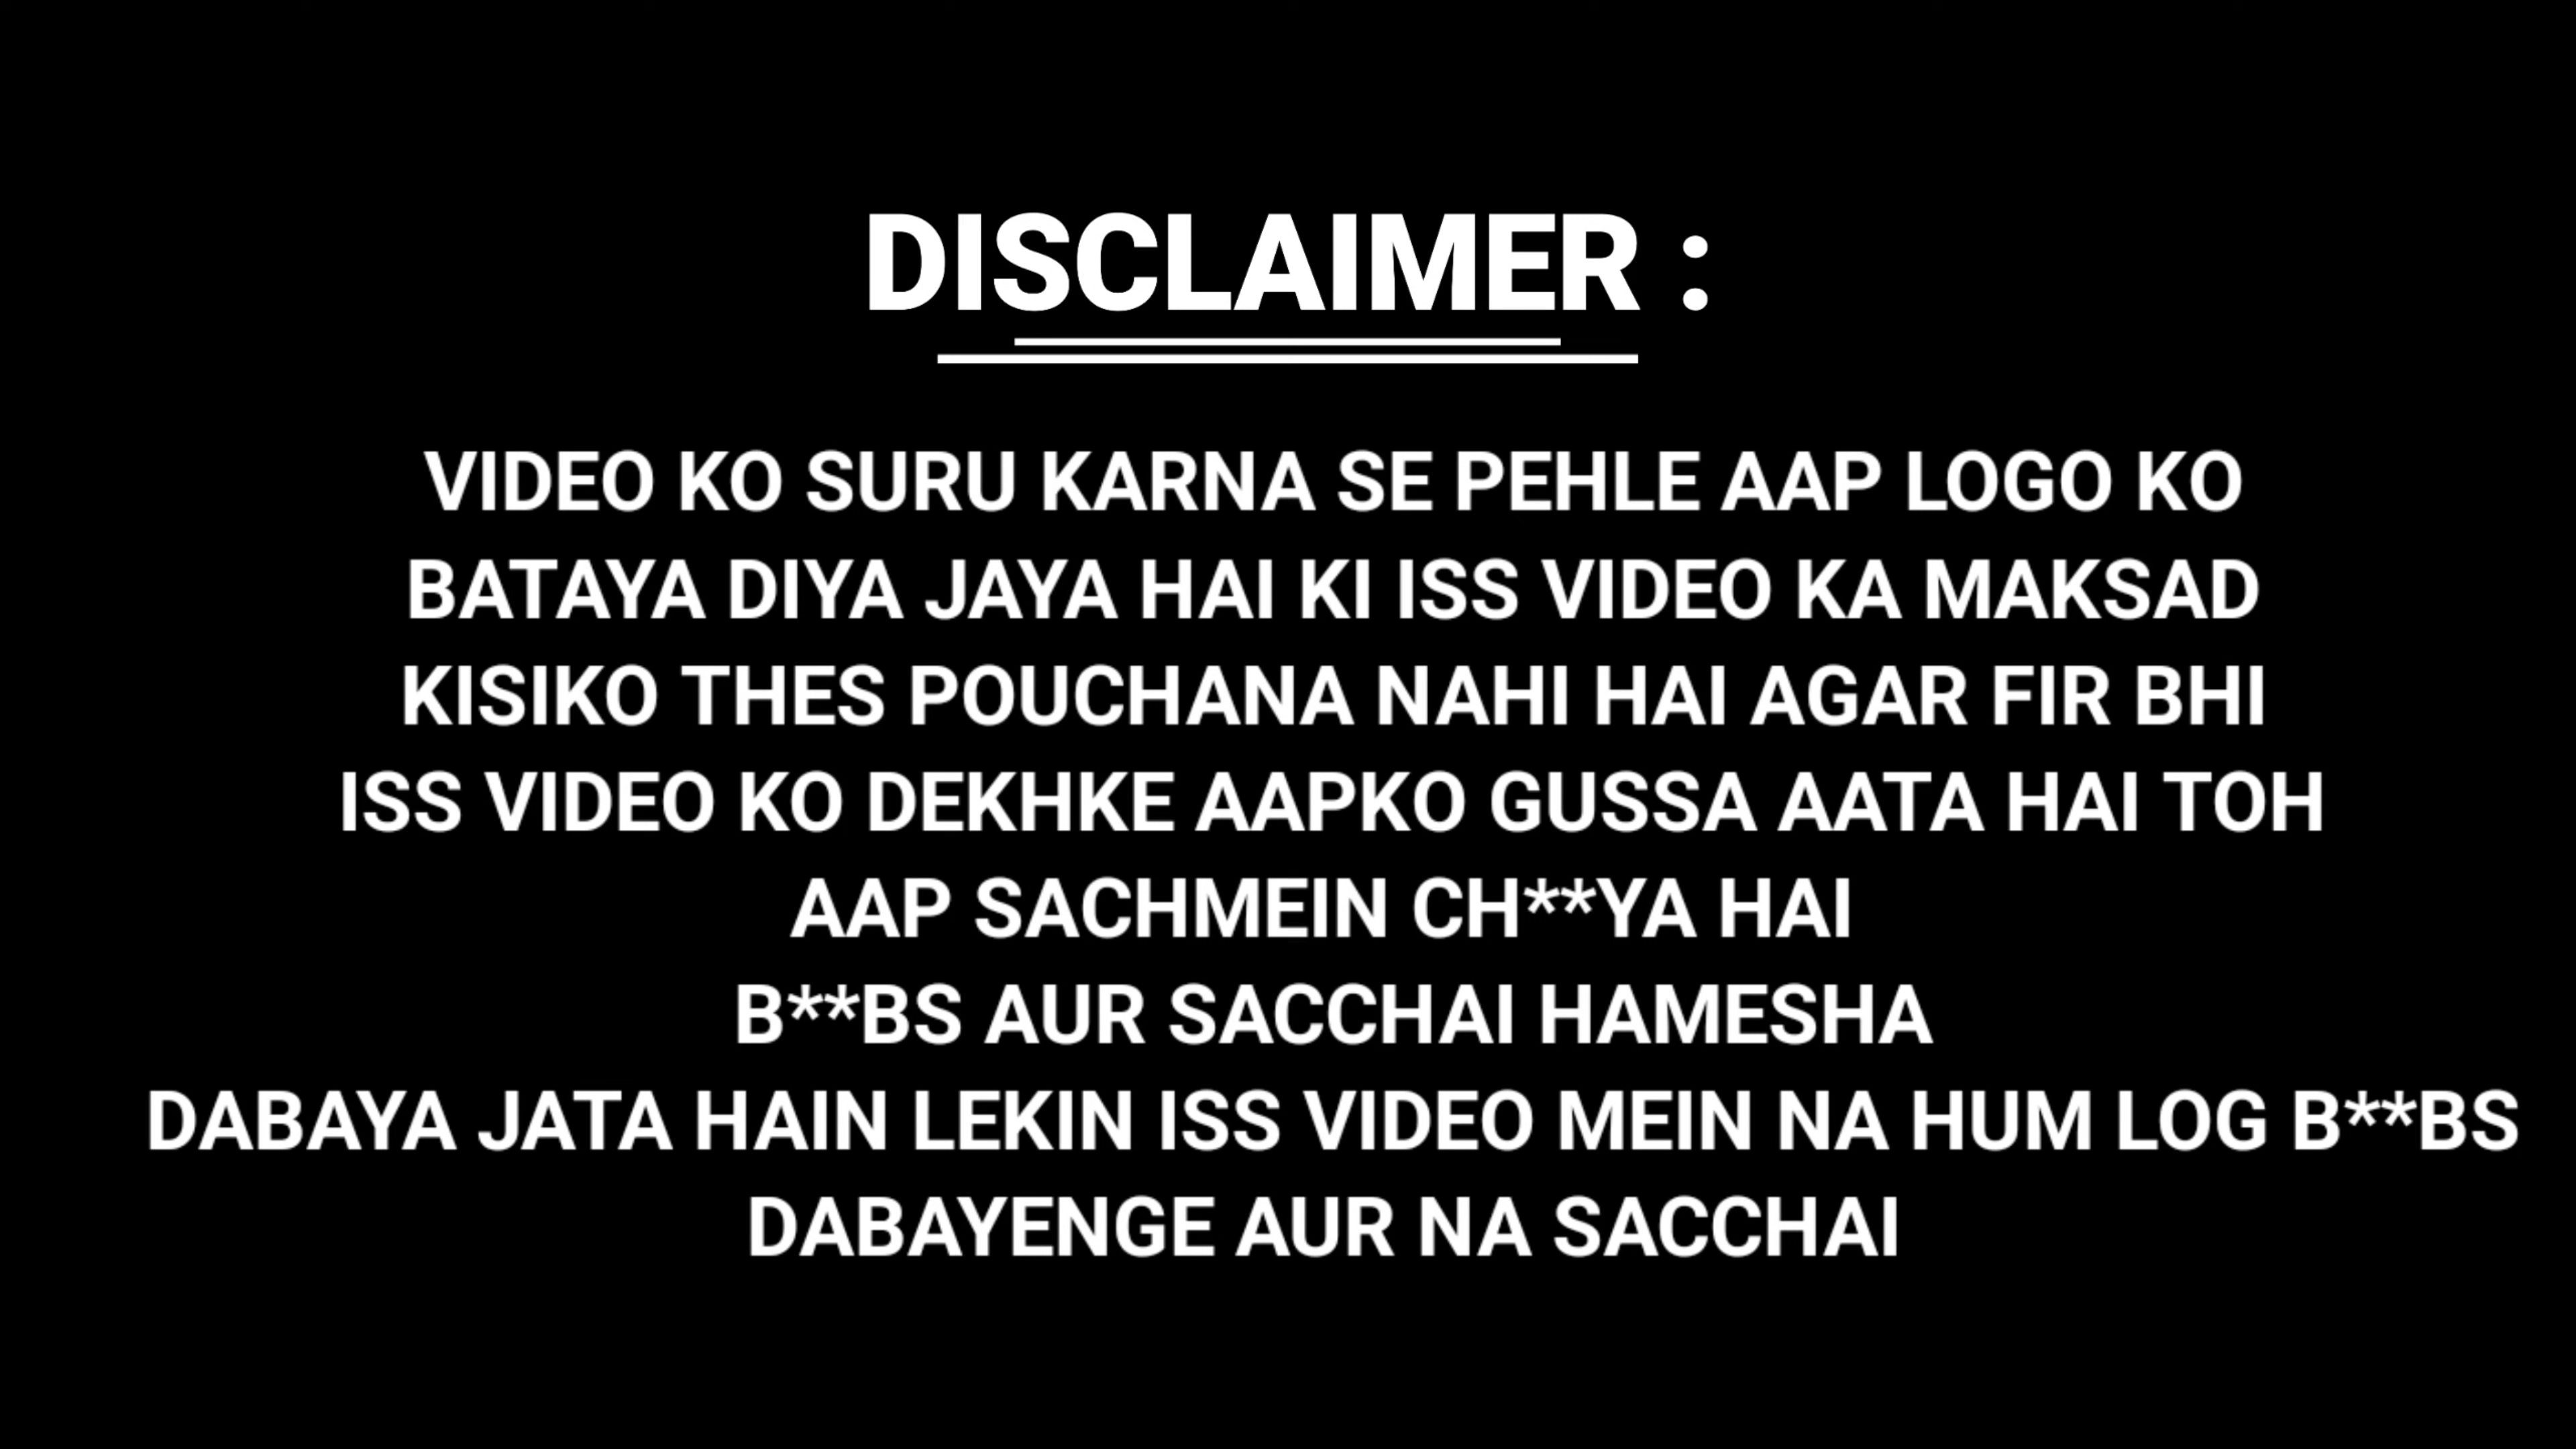 DISCLAIMER :
VIDEO KO SURU KARNA SE PEHLE AAP LOGO KO
BATAYA DIYA JAYA HAI KI ISS VIDEO KA MAKSAD
KISIKO THES POUCHANA NAHI HAI AGAR FIR BHI
ISS VIDEO KO DEKHKE AAPKO GUSSA AATA HAI TOH
AAP SACHMEIN CH**YA HAI
B**BS AUR SACCHAI HAMESHA
DABAYA JATA HAIN LEKIN ISS VIDEO MEIN NA HUM LOG B**BS
DABAYENGE AUR NA SACCHAI